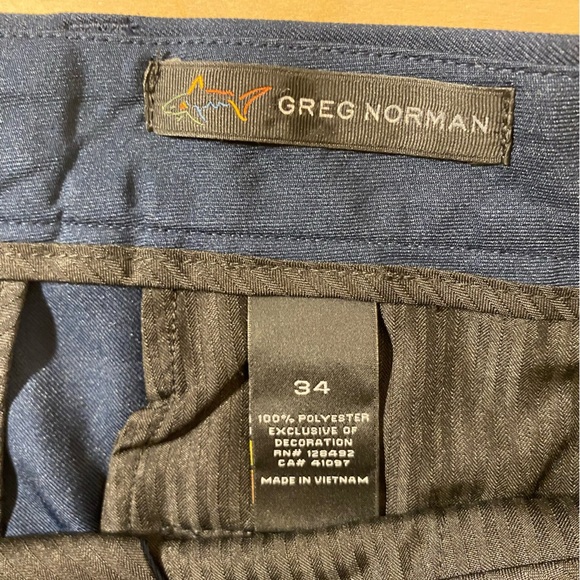 GREG NORMAN
34
100% POLYESTER
EXCLUSIVE OF
DECORATION
RN# 128492
CA# 41097
MADE IN VIETNAM